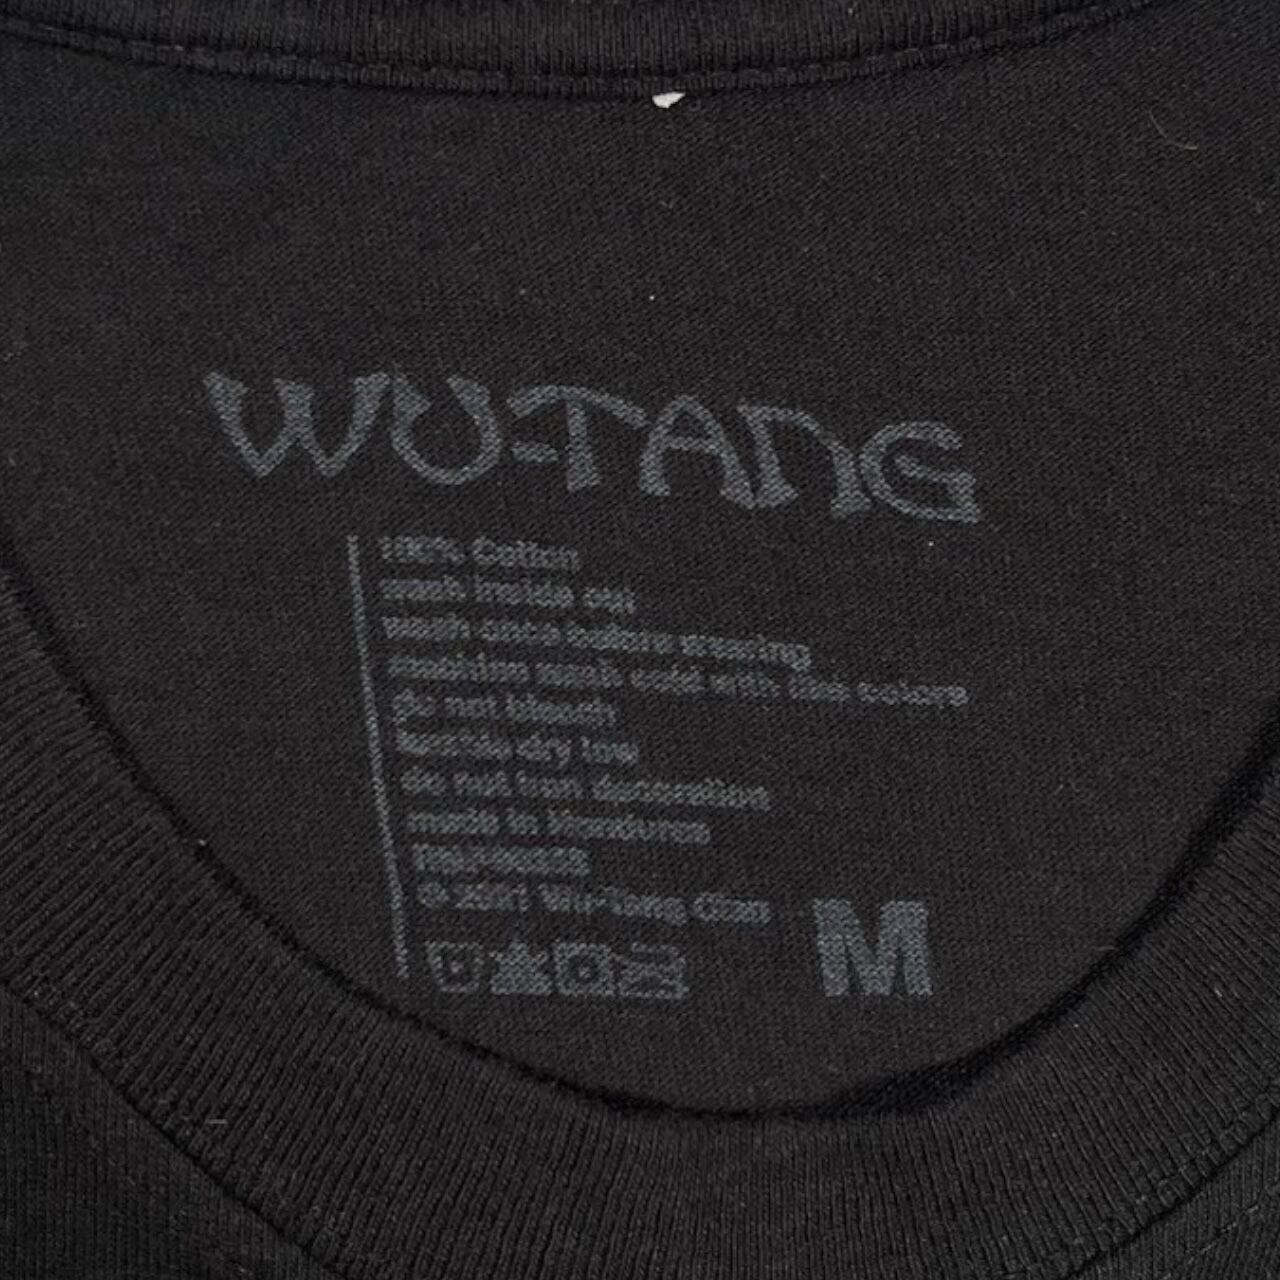 WU-TANG
100% Cotton
wash inside out
wash once before wearing
machine wash cold with like colors
do not bleach
tumble dry low
do not iron decoration
made in Honduras
Wu-Tang Clan
M